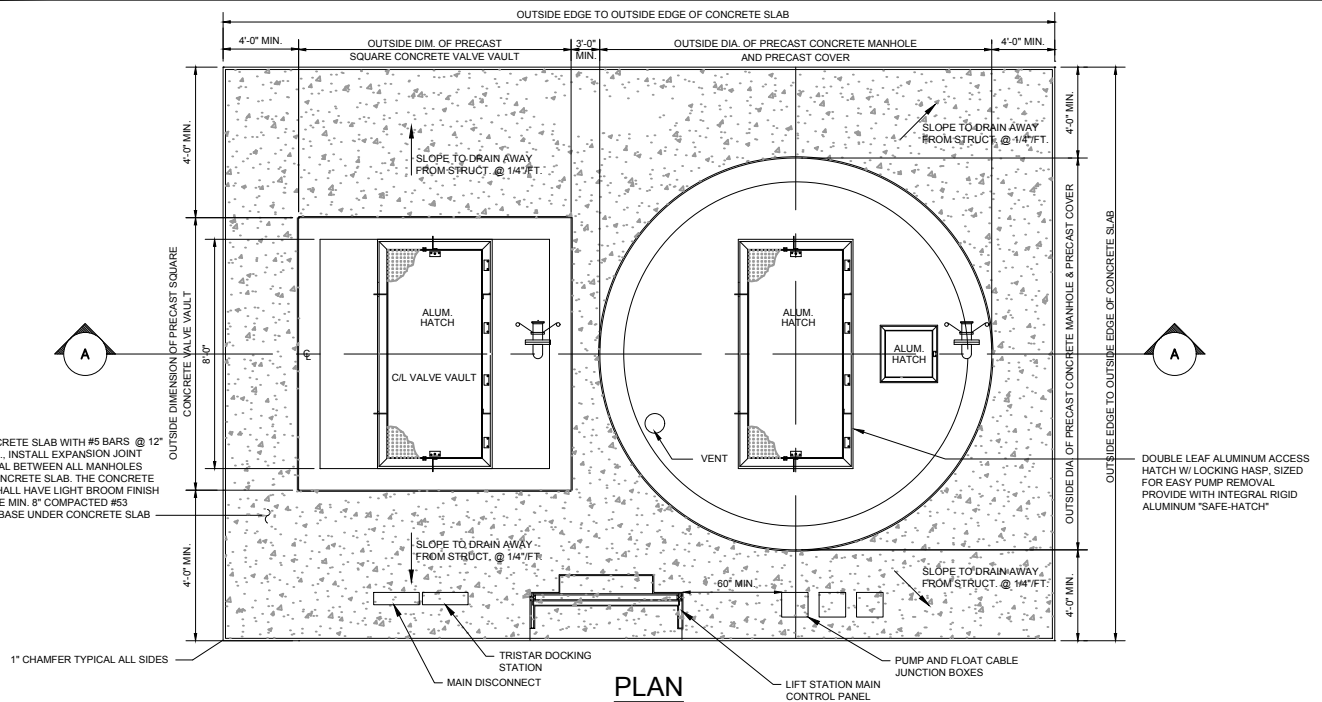 OUTSIDE EDGE TO OUTSIDE EDGE OF CONCRETE SLAB
4'-0" MIN.
OUTSIDE DIM. OF PRECAST
SQUARE CONCRETE VALVE VAULT
3'-0"
MIN.
OUTSIDE DIA. OF PRECAST CONCRETE MANHOLE
AND PRECAST COVER
4'-0" MIN.
4'-0" MIN.
SLOPE TO DRAIN AWAY
FROM STRUCT. @ 1/4"/FT.
SLOPE TO DRAIN AWAY
FROM STRUCT. @ 1/4"/FT.
4'-0" MIN.
OUTSIDE DIMENSION OF PRECAST SQUARE
CONCRETE VALVE VAULT
8'-0"
ALUM.
HATCH
C/L VALVE VAULT
ALUM.
HATCH
ALUM.
HATCH
VENT
A
A
OUTSIDE DIA. OF PRECAST CONCRETE MANHOLE & PRECAST COVER
OUTSIDE EDGE TO OUTSIDE EDGE OF CONCRETE SLAB
CRETE SLAB WITH #5 BARS @ 12"
., INSTALL EXPANSION JOINT
AL BETWEEN ALL MANHOLES
NCRETE SLAB. THE CONCRETE
HALL HAVE LIGHT BROOM FINISH
E MIN. 8" COMPACTED #53
BASE UNDER CONCRETE SLAB
DOUBLE LEAF ALUMINUM ACCESS
HATCH W/ LOCKING HASP, SIZED
FOR EASY PUMP REMOVAL
PROVIDE WITH INTEGRAL RIGID
ALUMINUM "SAFE-HATCH"
4'-0" MIN.
SLOPE TO DRAIN AWAY
FROM STRUCT. @ 1/4"/FT.
60" MIN.
SLOPE TO DRAIN AWAY
FROM STRUCT. @ 1/4"/FT.
4'-0" MIN.
1" CHAMFER TYPICAL ALL SIDES
TRISTAR DOCKING
STATION
MAIN DISCONNECT
PUMP AND FLOAT CABLE
JUNCTION BOXES
LIFT STATION MAIN
CONTROL PANEL
PLAN